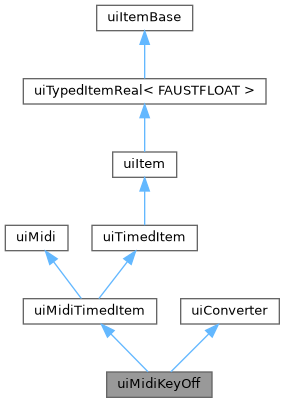 uiItemBase
uiTypedItemReal< FAUSTFLOAT >
uiItem
uiMidi
uiTimedItem
uiMidiTimedItem
uiConverter
uiMidiKeyOff